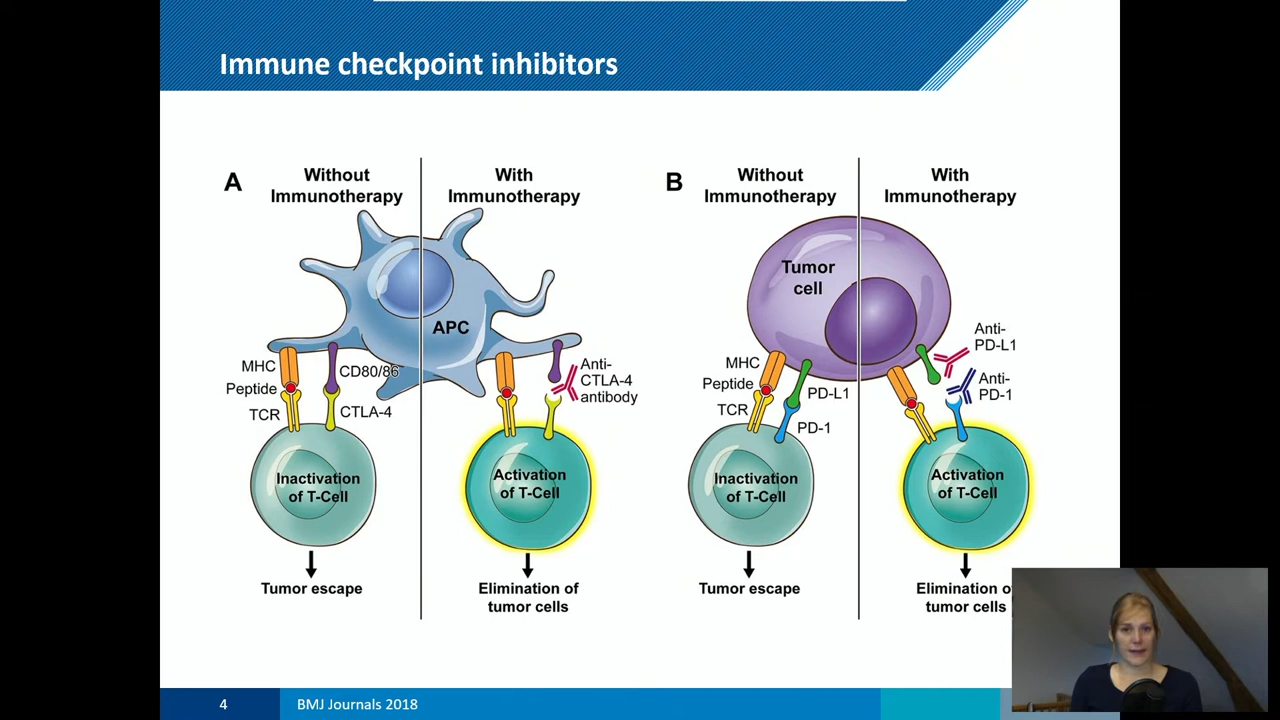 Immune checkpoint inhibitors
A
Without
Immunotherapy
With
Immunotherapy
APC
MHC
Peptide
TCR
CD80/86
CTLA-4
Anti-
CTLA-4
antibody
Inactivation
of T-Cell
Activation
of T-Cell
Tumor escape
Elimination of
tumor cells
B
Without
Immunotherapy
With
Immunotherapy
Tumor
cell
MHC
Peptide
TCR
PD-L1
PD-1
Anti-
PD-L1
Anti-
PD-1
Inactivation
of T-Cell
Activation
of T-Cell
Tumor escape
Elimination o
tumor cells
4
BMJ Journals 2018